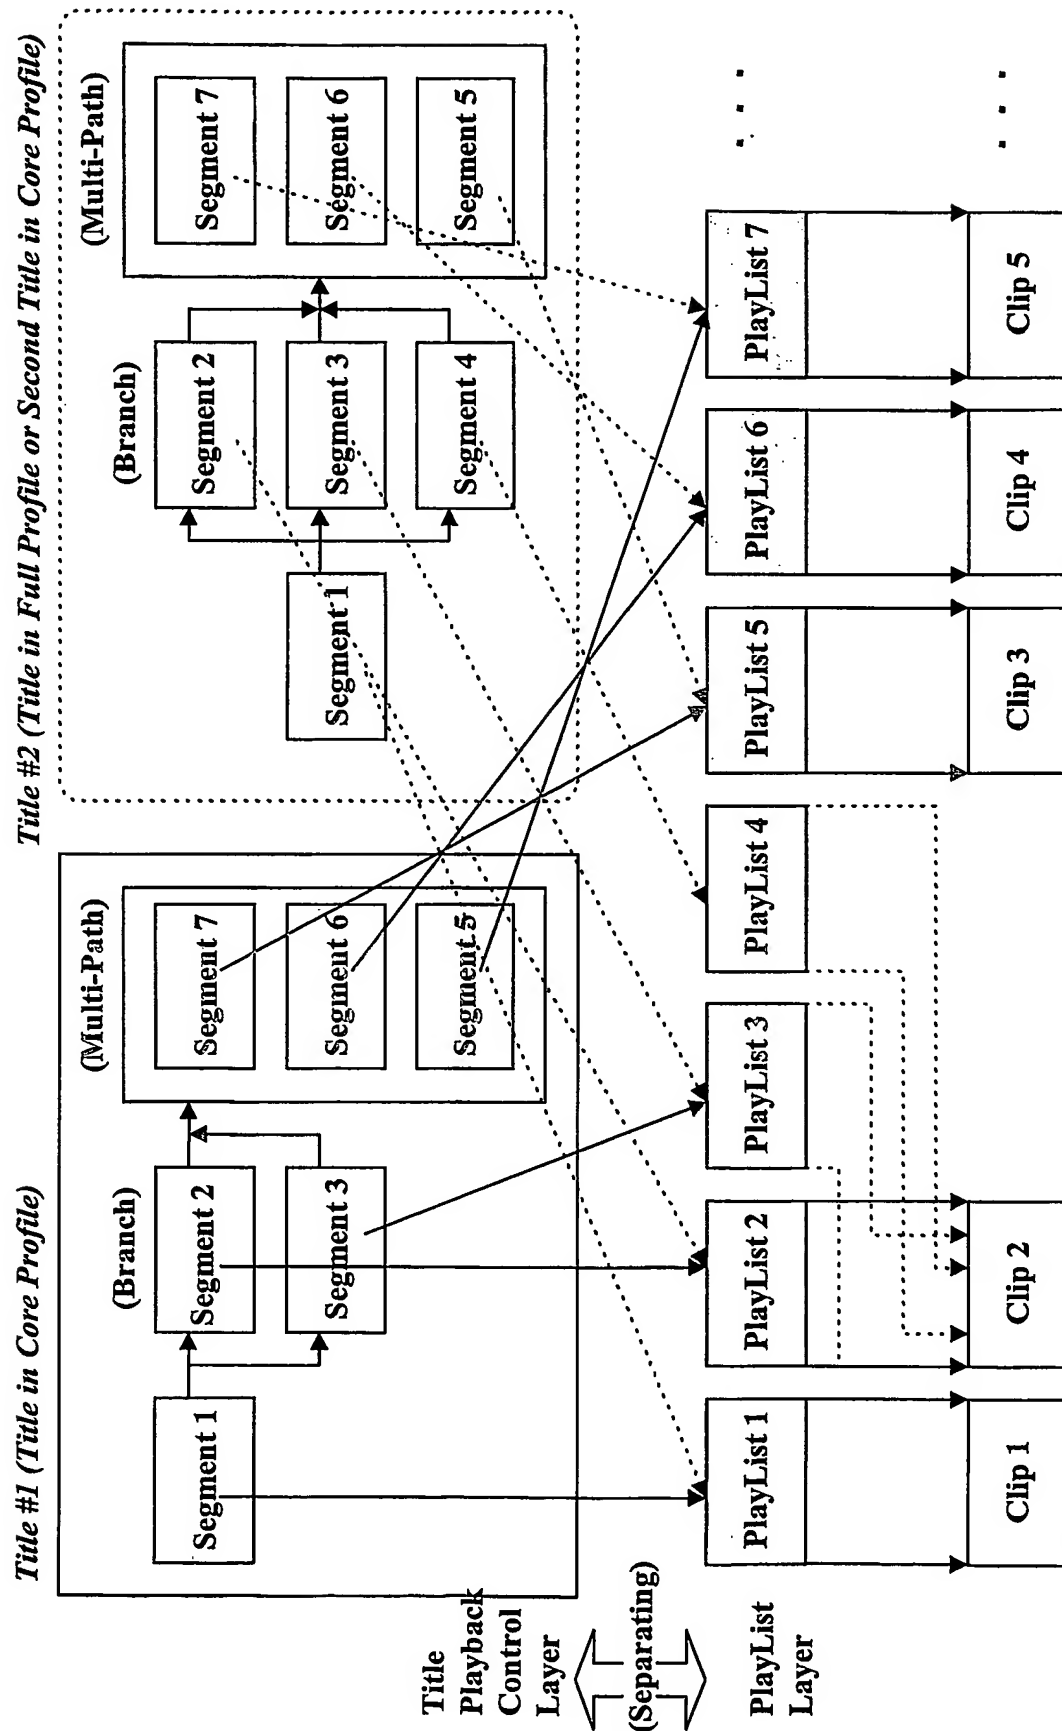 Title #1 (Title in Core Profile)
Title #2 (Title in Full Profile or Second Title in Core Profile)
(Branch)
(Multi-Path)
Segment 1
Segment 2
Segment 3
Segment 7
Segment 6
Segment 5
(Branch)
(Multi-Path)
Segment 1
Segment 2
Segment 3
Segment 4
Segment 7
Segment 6
Segment 5
Title
Playback
Control
Layer
(Separating)
PlayList
Layer
PlayList 1
PlayList 2
PlayList 3
PlayList 4
PlayList 5
PlayList 6
PlayList 7
. . .
Clip 1
Clip 2
Clip 3
Clip 4
Clip 5
. . .